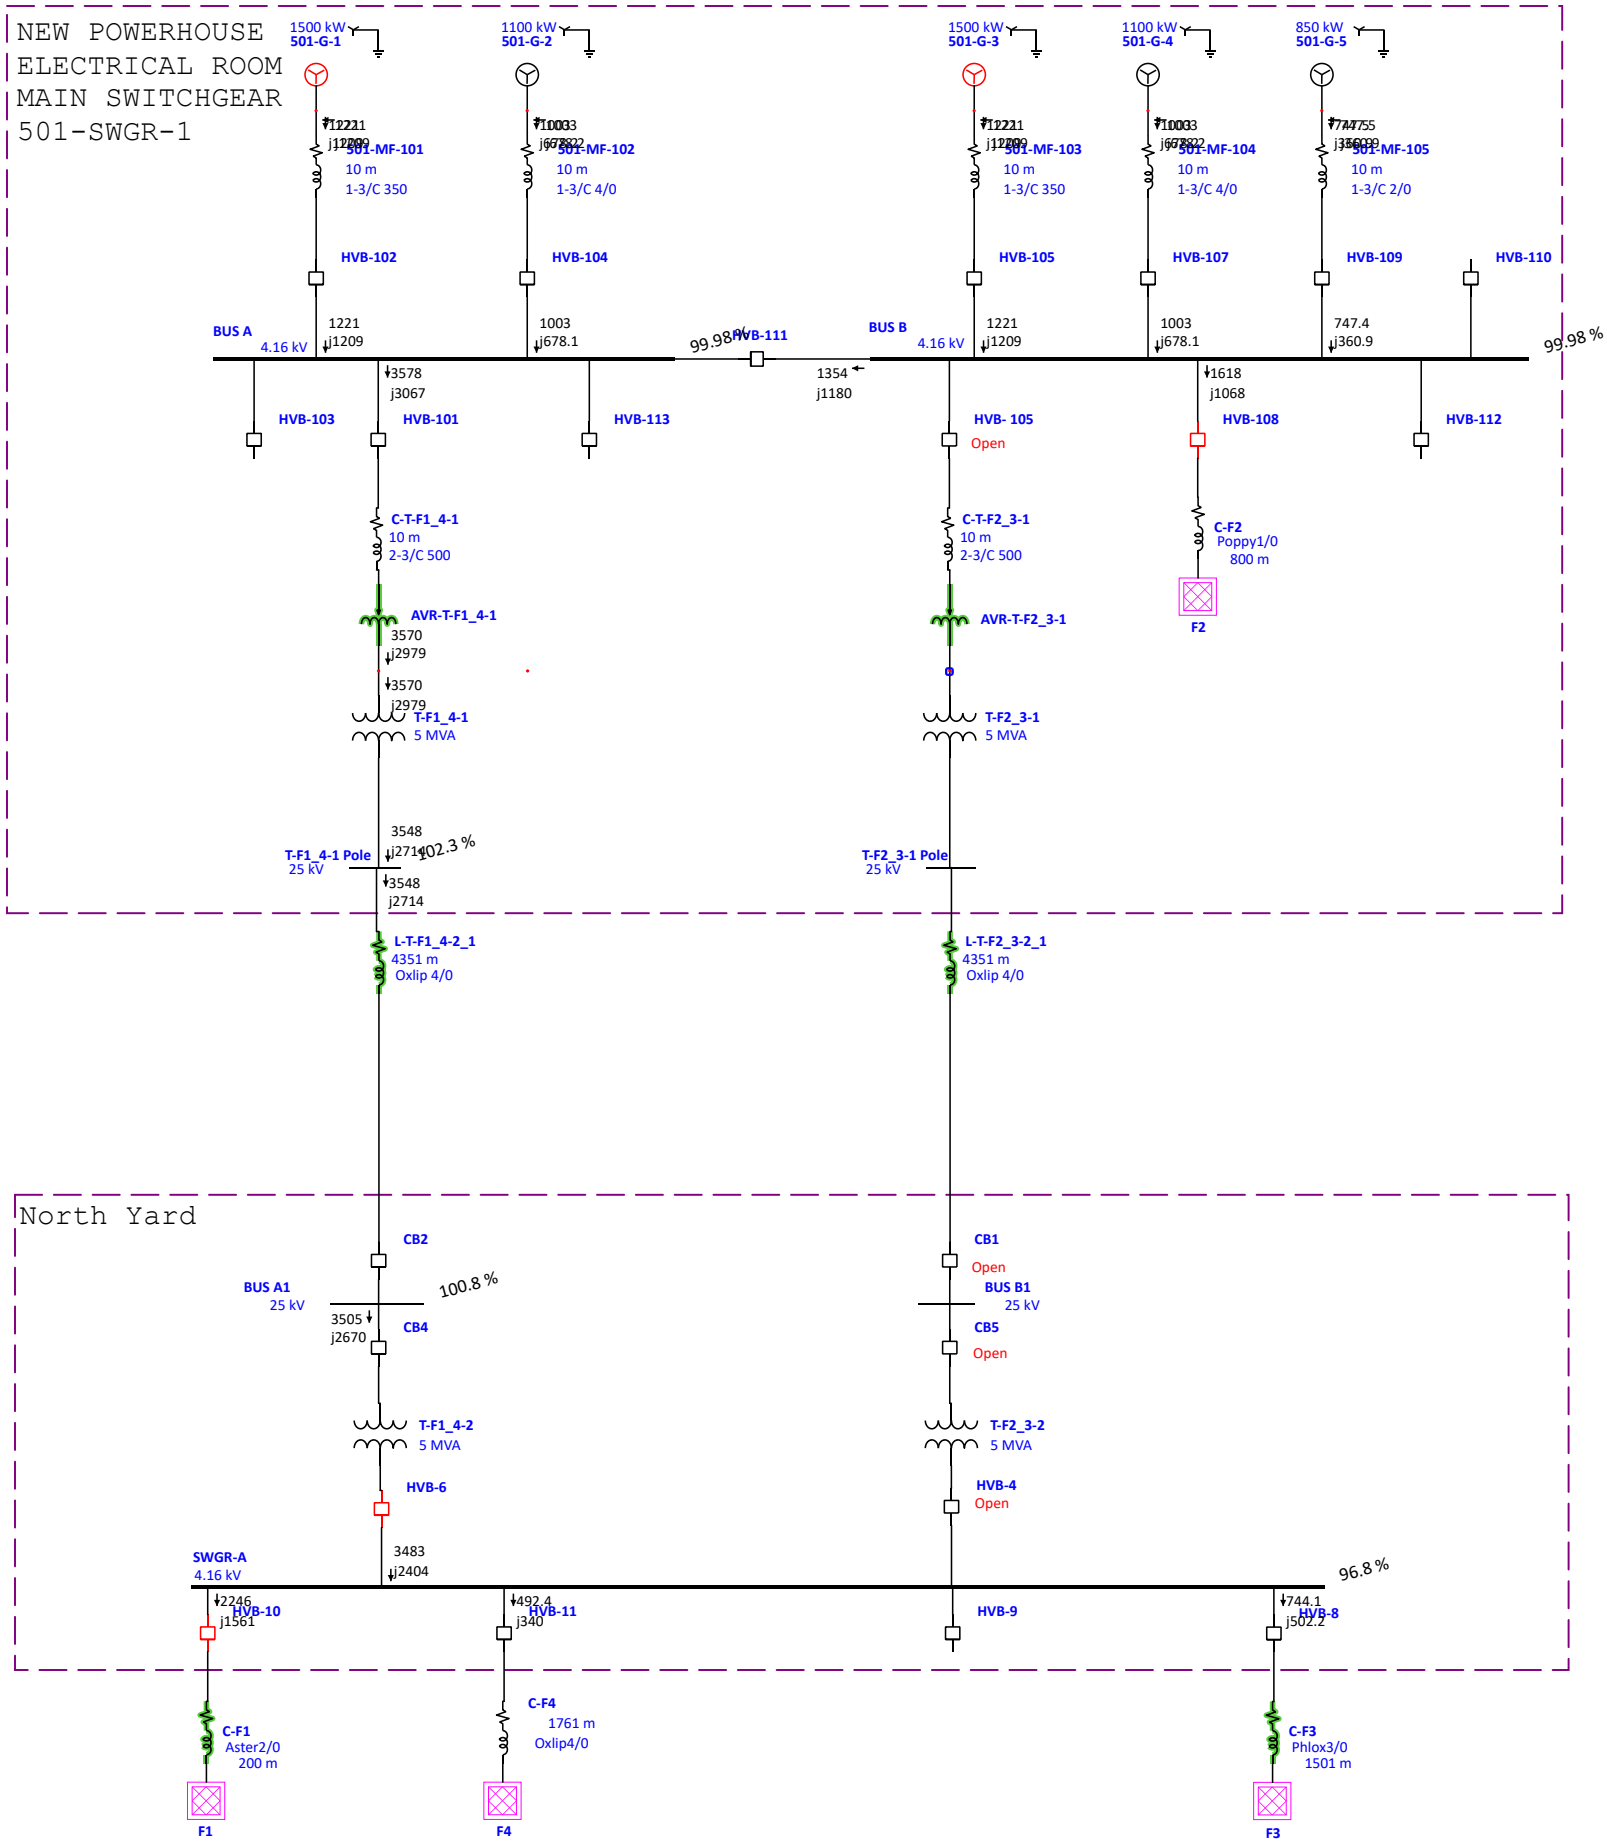 NEW POWERHOUSE
ELECTRICAL ROOM
MAIN SWITCHGEAR
501-SWGR-1
1500 kW
501-G-1
1100 kW
501-G-2
1500 kW
501-G-3
1100 kW
501-G-4
850 kW
501-G-5
501-MF-101
10 m
1-3/C 350
501-MF-102
10 m
1-3/C 4/0
501-MF-103
10 m
1-3/C 350
501-MF-104
10 m
1-3/C 4/0
501-MF-105
10 m
1-3/C 2/0
HVB-102
HVB-104
HVB-105
HVB-107
HVB-109
HVB-110
BUS A
4.16 kV
1221
j1209
1003
j678.1
99.98 %
HVB-111
BUS B
4.16 kV
1221
j1209
1003
j678.1
747.4
j360.9
99.98 %
3578
j3067
1354
j1180
1618
j1068
HVB-103
HVB-101
HVB-113
HVB- 105
Open
HVB-108
HVB-112
C-T-F1_4-1
10 m
2-3/C 500
C-T-F2_3-1
10 m
2-3/C 500
C-F2
Poppy1/0
800 m
F2
AVR-T-F1_4-1
3570
j2979
3570
j2979
AVR-T-F2_3-1
T-F1_4-1
5 MVA
T-F2_3-1
5 MVA
3548
j2714
102.3 %
T-F1_4-1 Pole
25 kV
3548
j2714
T-F2_3-1 Pole
25 kV
L-T-F1_4-2_1
4351 m
Oxlip 4/0
L-T-F2_3-2_1
4351 m
Oxlip 4/0
North Yard
CB2
CB1
Open
BUS A1
25 kV
100.8 %
BUS B1
25 kV
3505
j2670
CB4
CB5
Open
T-F1_4-2
5 MVA
T-F2_3-2
5 MVA
HVB-6
HVB-4
Open
3483
j2404
SWGR-A
4.16 kV
96.8 %
2246
j1561
HVB-10
492.4
j340
HVB-11
HVB-9
744.1
j502.2
HVB-8
C-F1
Aster2/0
200 m
C-F4
1761 m
Oxlip4/0
C-F3
Phlox3/0
1501 m
F1
F4
F3